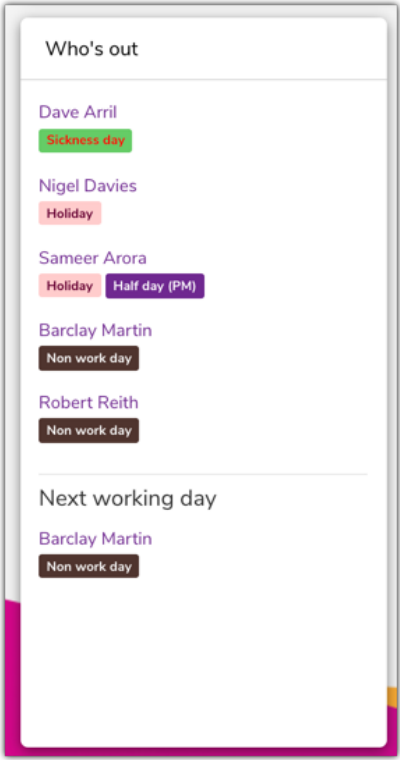 Who's out
Dave Arril
Sickness day
Nigel Davies
Holiday
Sameer Arora
Holiday Half day (PM)
Barclay Martin
Non work day
Robert Reith
Non work day
Next working day
Barclay Martin
Non work day